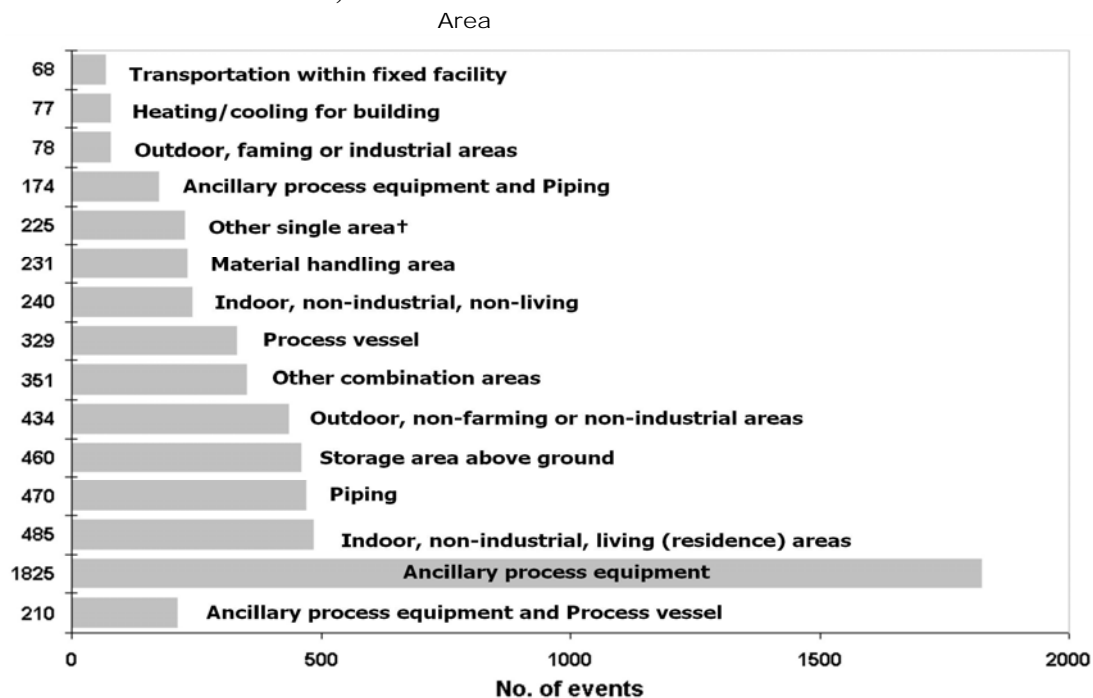 Area
68 Transportation within fixed facility
77 Heating/cooling for building
78 Outdoor, faming or industrial areas
174 Ancillary process equipment and Piping
225 Other single area†
231 Material handling area
240 Indoor, non-industrial, non-living
329 Process vessel
351 Other combination areas
434 Outdoor, non-farming or non-industrial areas
460 Storage area above ground
470 Piping
485 Indoor, non-industrial, living (residence) areas
1825 Ancillary process equipment
210 Ancillary process equipment and Process vessel
0 500 1000 1500 2000
No. of events